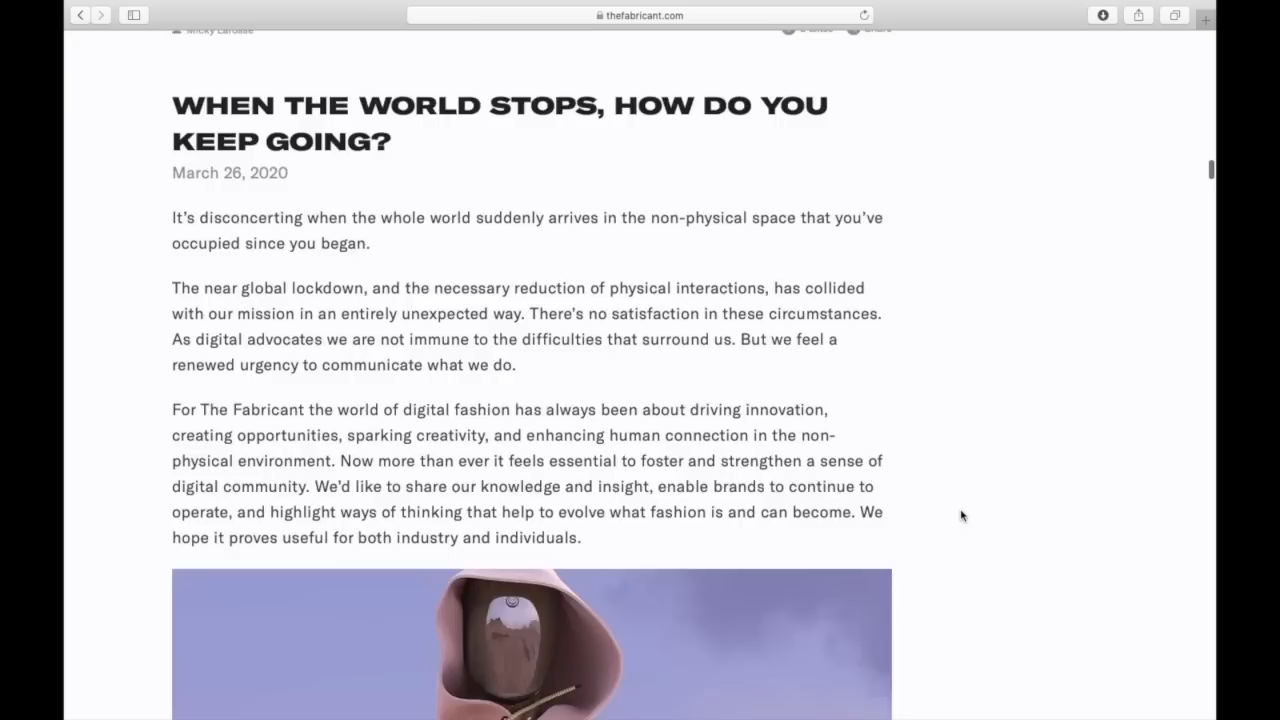 thefabricant.com
WHEN THE WORLD STOPS, HOW DO YOU
KEEP GOING?
March 26, 2020
It's disconcerting when the whole world suddenly arrives in the non-physical space that you've
occupied since you began.
The near global lockdown, and the necessary reduction of physical interactions, has collided
with our mission in an entirely unexpected way. There's no satisfaction in these circumstances.
As digital advocates we are not immune to the difficulties that surround us. But we feel a
renewed urgency to communicate what we do.
For The Fabricant the world of digital fashion has always been about driving innovation,
creating opportunities, sparking creativity, and enhancing human connection in the non-
physical environment. Now more than ever it feels essential to foster and strengthen a sense of
digital community. We'd like to share our knowledge and insight, enable brands to continue to
operate, and highlight ways of thinking that help to evolve what fashion is and can become. We
hope it proves useful for both industry and individuals.